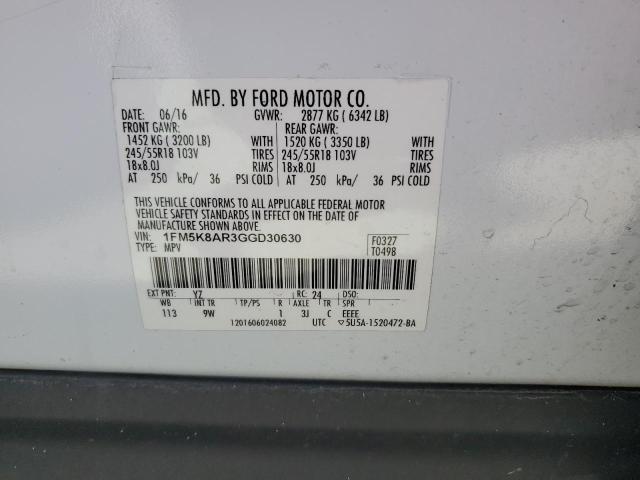 MFD. BY FORD MOTOR CO.
DATE: 06/16 GVWR: 2877 KG ( 6342 LB)
FRONT GAWR: REAR GAWR:
1452 KG ( 3200 LB) WITH 1520 KG ( 3350 LB) WITH
245/55R18 103V TIRES 245/55R18 103V TIRES
18x8.0J RIMS 18x8.0J RIMS
AT 250 kPa/ 36 PSI COLD AT 250 kPa/ 36 PSI COLD
THIS VEHICLE CONFORMS TO ALL APPLICABLE FEDERAL MOTOR
VEHICLE SAFETY STANDARDS IN EFFECT ON THE DATE OF
MANUFACTURE SHOWN ABOVE.
VIN: 1FM5K8AR3GGD30630 F0327
TYPE: MPV T0498
EXT PNT: YZ RC: 24 DSO:
WB INT TR TP/PS R AXLE TR SPR
113 9W 1 3J C EEEE
1201606024082 UTC ▽5U5A-1520472-BA